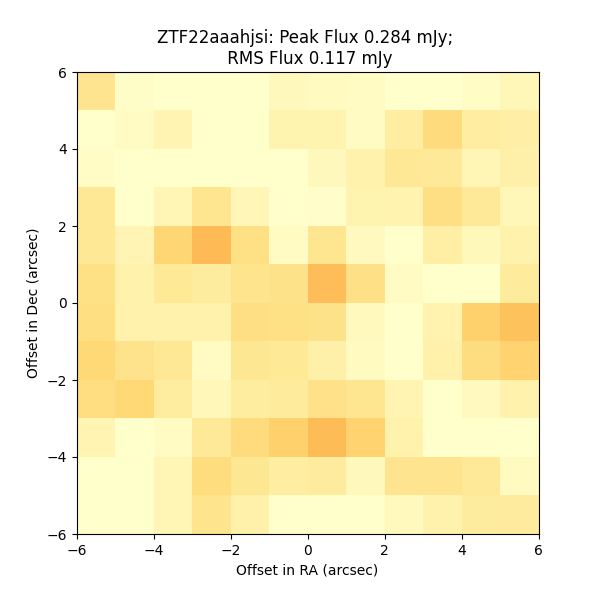 ZTF22aaahjsi: Peak Flux 0.284 mJy;
RMS Flux 0.117 mJy
6
4
2
0
−2
−4
−6
Offset in Dec (arcsec)
−6 −4 −2 0 2 4 6
Offset in RA (arcsec)